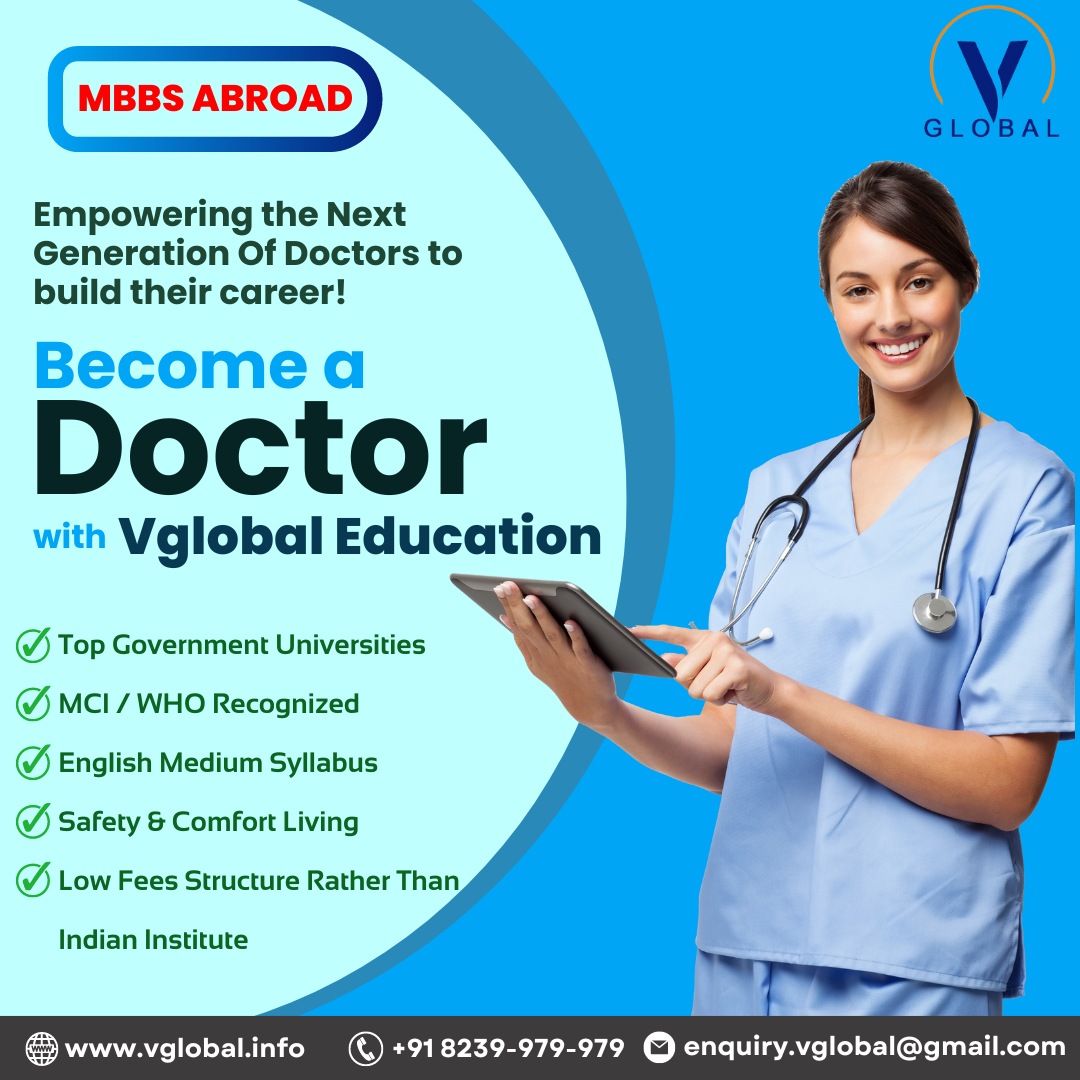 MBBS ABROAD
V
GLOBAL
Empowering the Next
Generation Of Doctors to
build their career!
Become a
Doctor
with Vglobal Education
Top Government Universities
MCI / WHO Recognized
English Medium Syllabus
Safety & Comfort Living
Low Fees Structure Rather Than
Indian Institute
www.vglobal.info
+91 8239-979-979
enquiry.vglobal@gmail.com